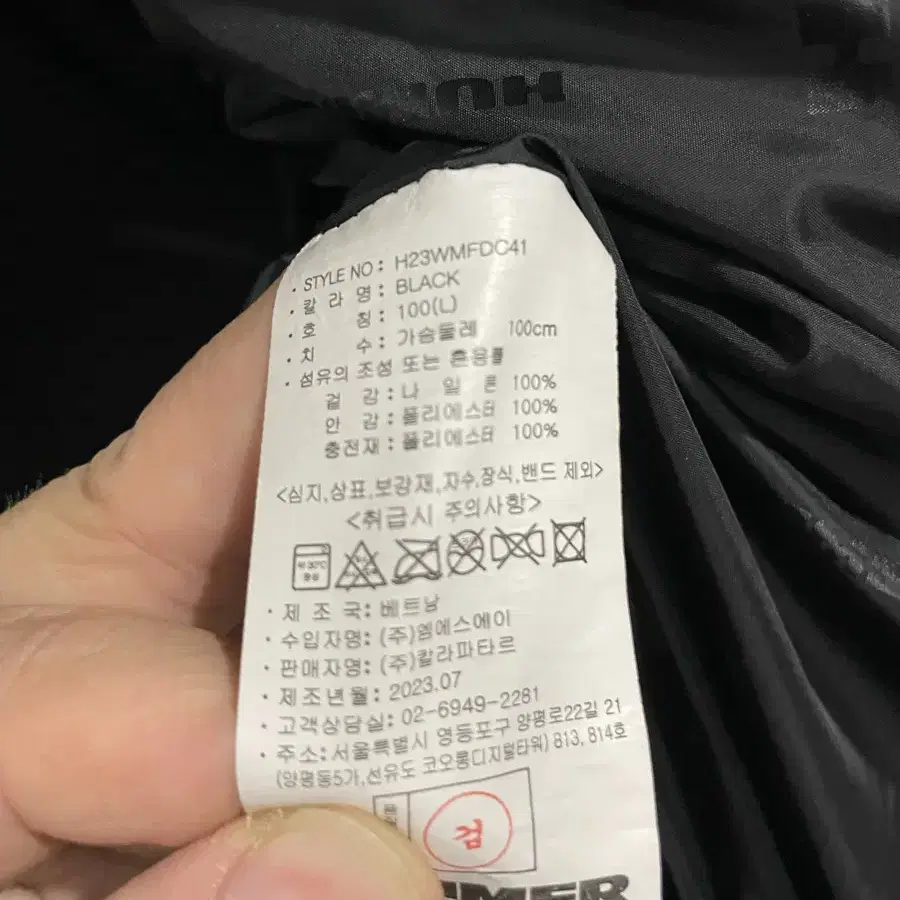 · STYLE NO : H23WMFDC41
· 칼 라 명 : BLACK
· 호 칭 : 100(L)
· 치 수 : 가슴둘레 100cm
· 섬유의 조성 또는 혼용률
겉 감 : 나 일 론 100%
안 감 : 폴리에스터 100%
충전재 : 폴리에스터 100%
<심지,상표,보강재,자수,장식,밴드 제외>
<취급시 주의사항>
약 30℃
중성
· 제 조 국: 베트남
· 수입자명: (주)엠에스에이
· 판매자명: (주)칼라파타르
· 제조년월: 2023.07
· 고객상담실: 02-6949-2281
· 주소: 서울특별시 영등포구 양평로22길 21
(양평동5가,선유도 코오롱디지털타워) 813, 814호
검